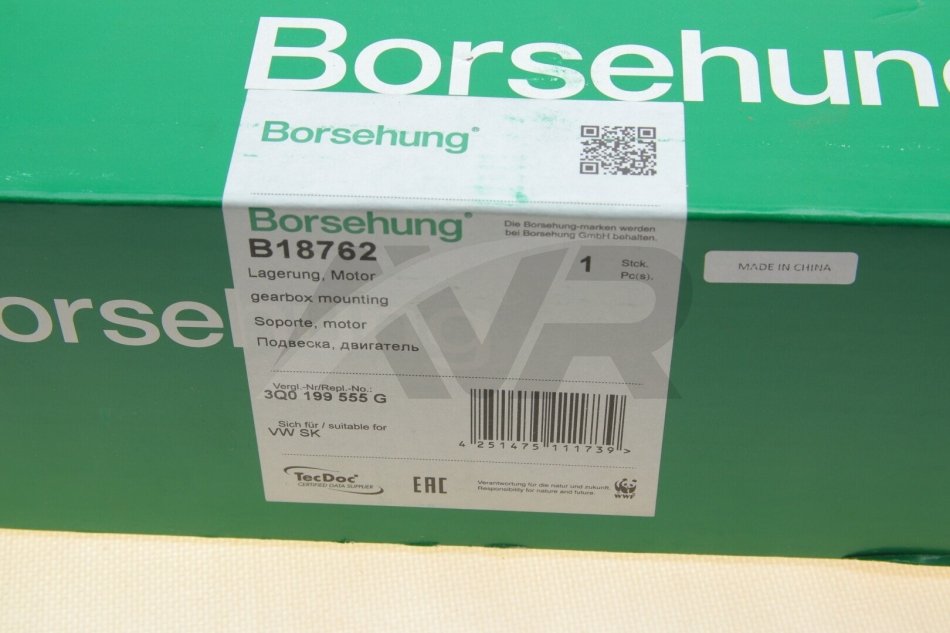 Borsehung
Borsehung®
Borsehung®
Die Borsehung-marken werden
bei Borsehung GmbH behalten.
B18762
Lagerung, Motor
1 Stck.
Pc(s).
MADE IN CHINA
gearbox mounting
Soporte, motor
Подвеска, двигатель
orseh
AVR
Vergl.-Nr/Repl.-No.:
3Q0 199 555 G
Sich für / suitable for
VW SK
4 251475 111739 >
TecDoc®
CERTIFIED DATA SUPPLIER
EAC
Verantwortung für die natur und zukunft.
Responsibility for nature and future.
WWF